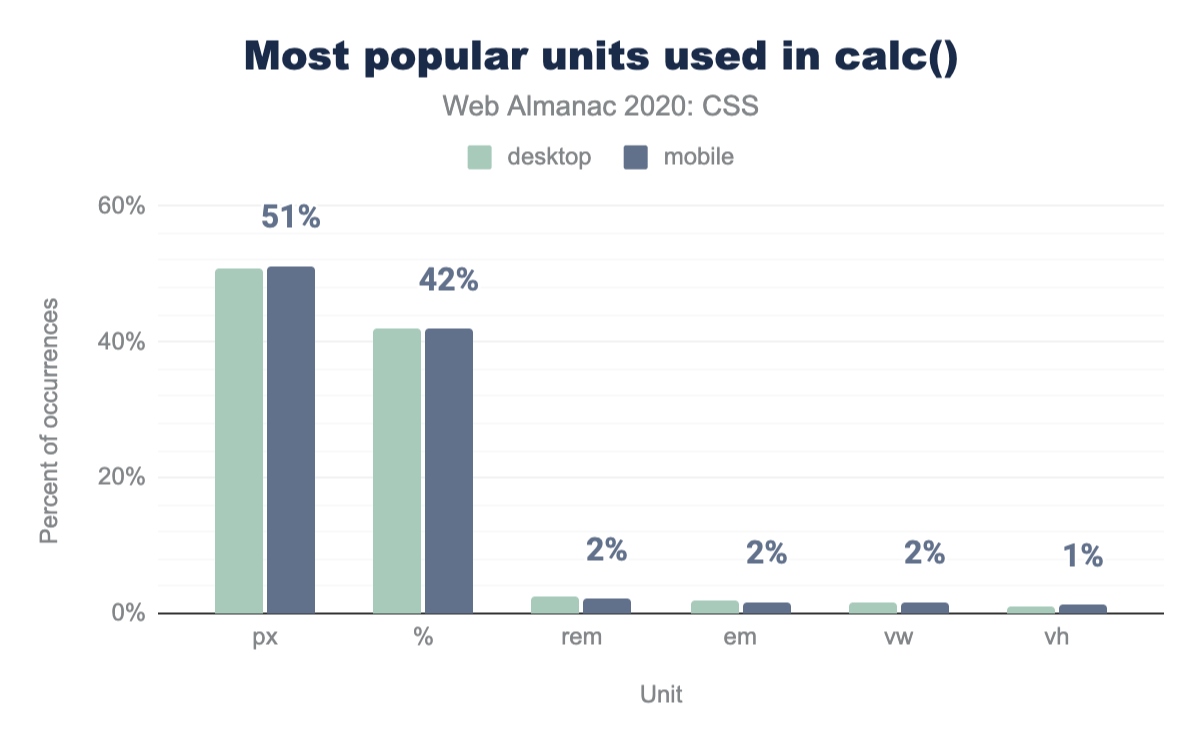 Most popular units used in calc()
Web Almanac 2020: CSS
desktop mobile
Percent of occurrences
60%
40%
20%
0%
51%
42%
2%
2%
2%
1%
px % rem em vw vh
Unit